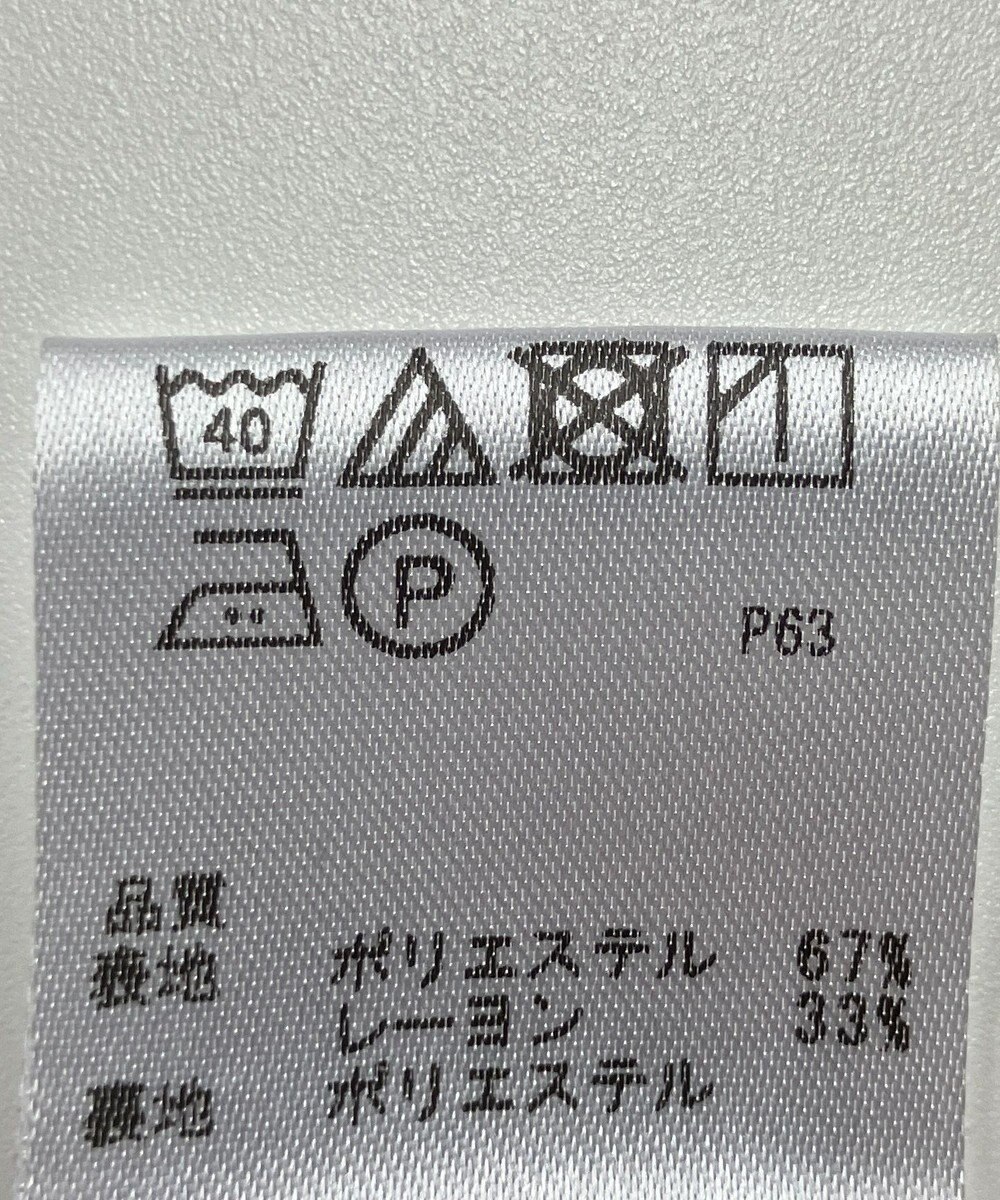 40
P
P63
品質
表地 ポリエステル 67%
レーヨン 33%
裏地 ポリエステル